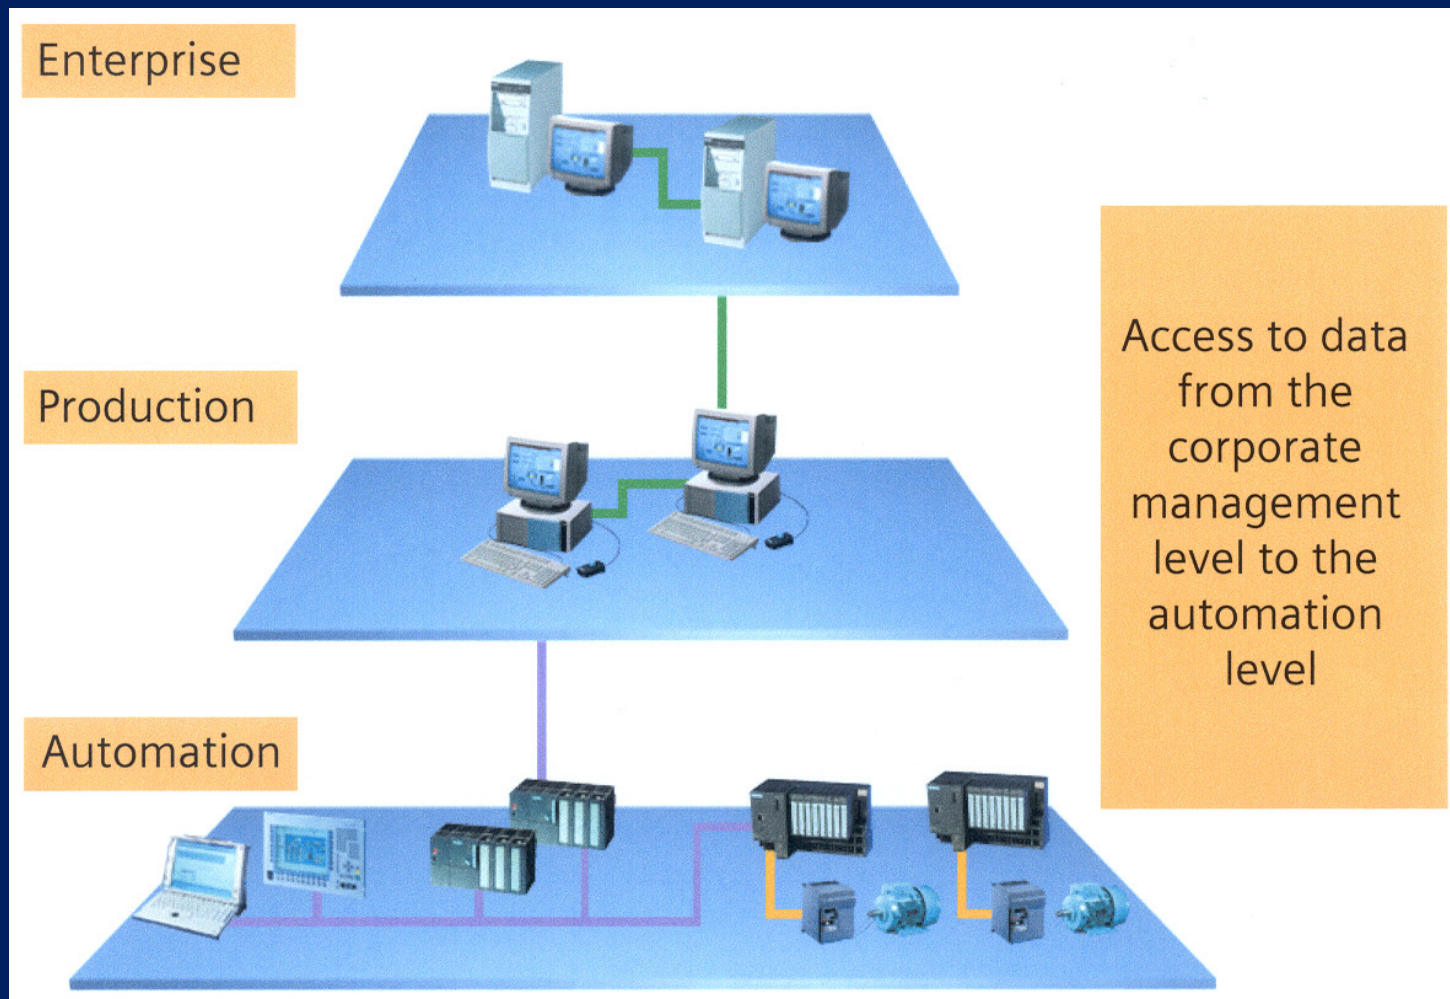 Enterprise
Production
Automation
Access to data
from the
corporate
management
level to the
automation
level